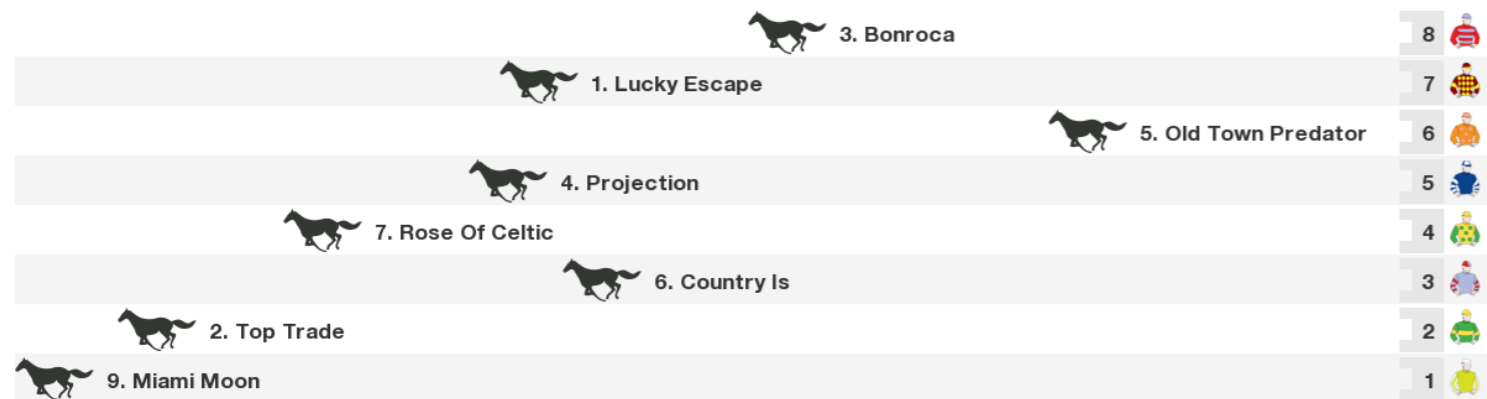 3. Bonroca 8
1. Lucky Escape 7
5. Old Town Predator 6
4. Projection 5
7. Rose Of Celtic 4
6. Country Is 3
2. Top Trade 2
9. Miami Moon 1